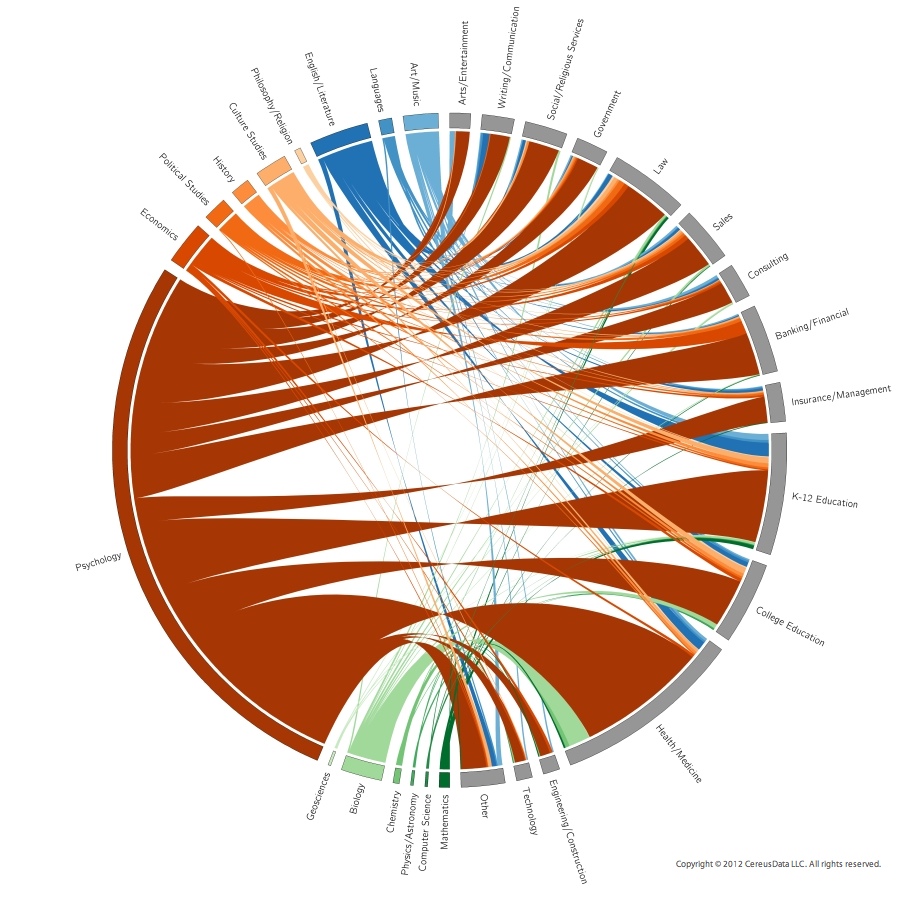 Arts/Entertainment
Writing/Communication
Social/Religious Services
Government
Law
Sales
Consulting
Banking/Financial
Insurance/Management
K-12 Education
College Education
Health/Medicine
Engineering/Construction
Technology
Other
Mathematics
Computer Science
Physics/Astronomy
Chemistry
Biology
Geosciences
Psychology
Economics
Political Studies
History
Culture Studies
Philosophy/Religion
English/Literature
Languages
Art/Music
Copyright © 2012 CereusData LLC. All rights reserved.